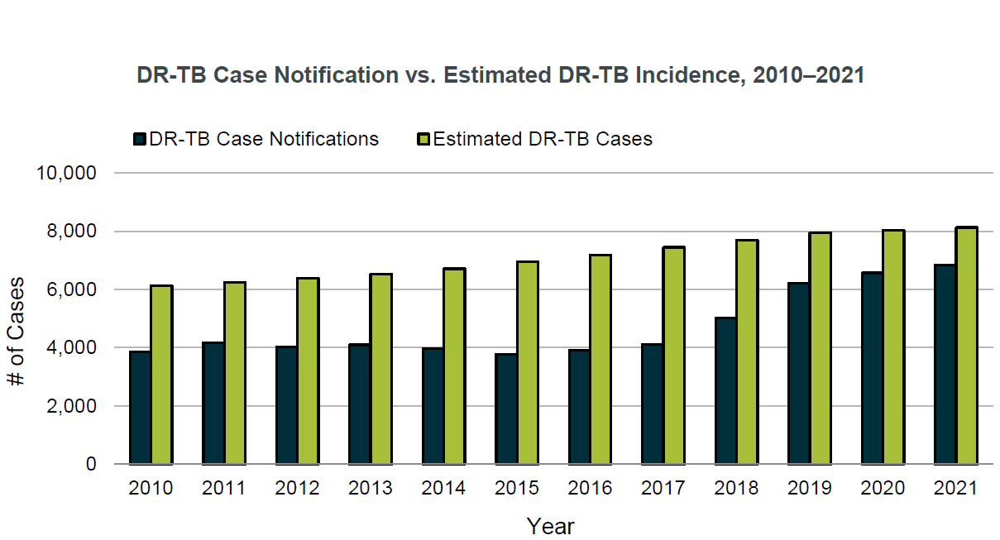 DR-TB Case Notification vs. Estimated DR-TB Incidence, 2010–2021
DR-TB Case Notifications Estimated DR-TB Cases
10,000
8,000
6,000
4,000
2,000
0
# of Cases
2010 2011 2012 2013 2014 2015 2016 2017 2018 2019 2020 2021
Year